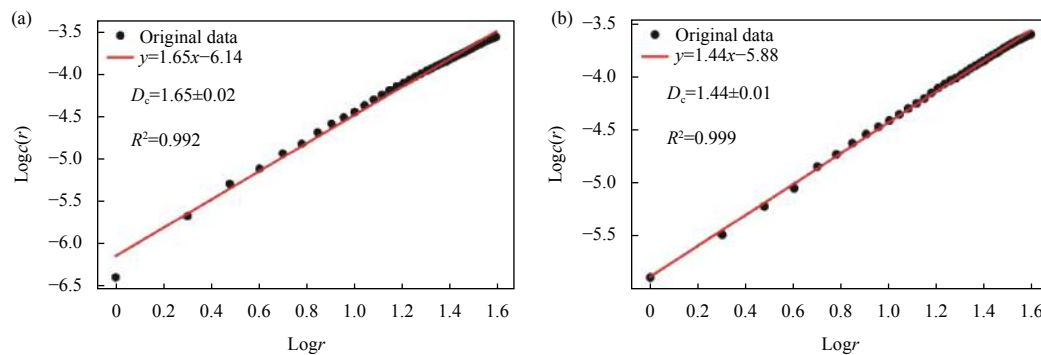 (a)
−3.5
−4.0
−4.5
−5.0
−5.5
−6.0
−6.5
Logc(r)
Original data
y=1.65x−6.14
Dc=1.65±0.02
R²=0.992
0 0.2 0.4 0.6 0.8 1.0 1.2 1.4 1.6
Logr
(b)
−3.5
−4.0
−4.5
−5.0
−5.5
Logc(r)
Original data
y=1.44x−5.88
Dc=1.44±0.01
R²=0.999
0 0.2 0.4 0.6 0.8 1.0 1.2 1.4 1.6
Logr